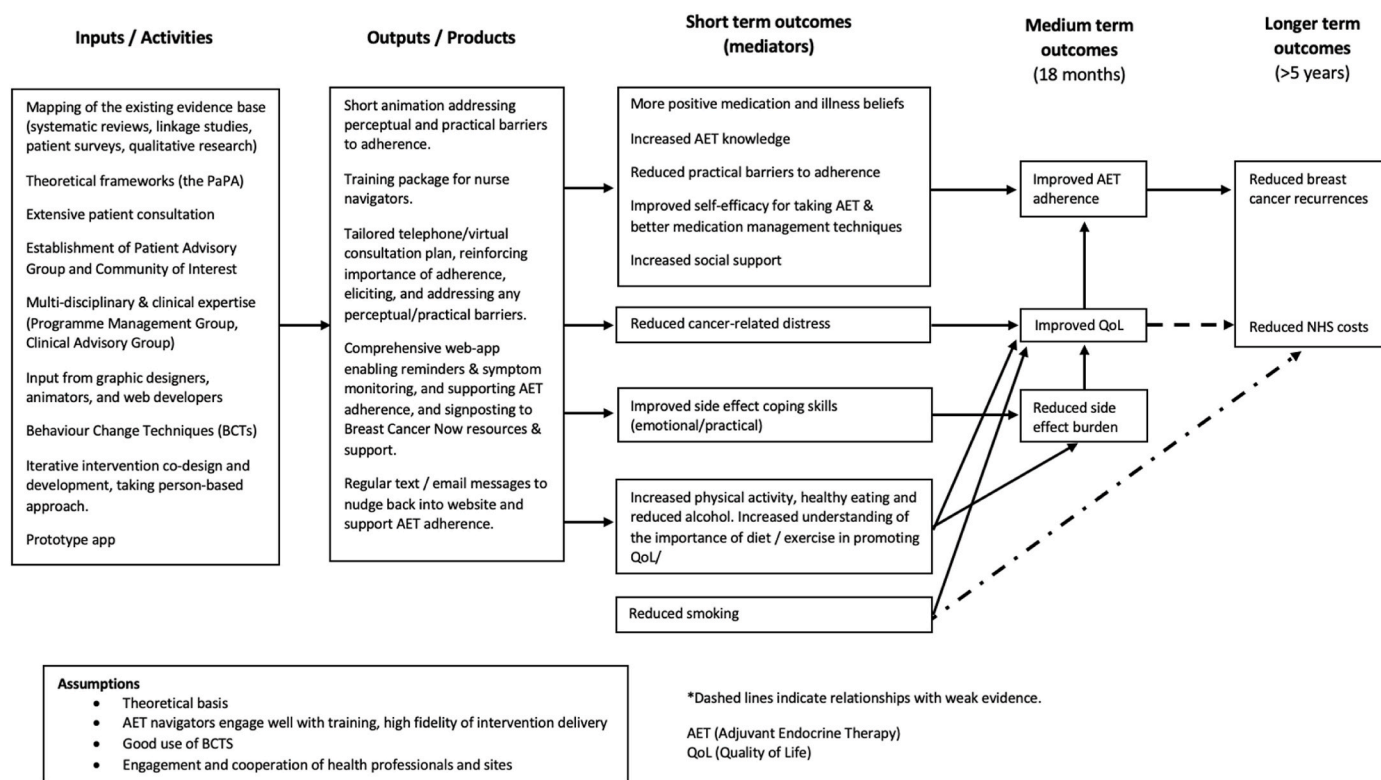 Inputs / Activities
Outputs / Products
Short term outcomes
(mediators)
Medium term
outcomes
(18 months)
Longer term
outcomes
(>5 years)
Mapping of the existing evidence base
(systematic reviews, linkage studies,
patient surveys, qualitative research)
Theoretical frameworks (the PaPA)
Extensive patient consultation
Establishment of Patient Advisory
Group and Community of Interest
Multi-disciplinary & clinical expertise
(Programme Management Group,
Clinical Advisory Group)
Input from graphic designers,
animators, and web developers
Behaviour Change Techniques (BCTs)
Iterative intervention co-design and
development, taking person-based
approach.
Prototype app
Short animation addressing
perceptual and practical barriers
to adherence.
Training package for nurse
navigators.
Tailored telephone/virtual
consultation plan, reinforcing
importance of adherence,
eliciting, and addressing any
perceptual/practical barriers.
Comprehensive web-app
enabling reminders & symptom
monitoring, and supporting AET
adherence, and signposting to
Breast Cancer Now resources &
support.
Regular text / email messages to
nudge back into website and
support AET adherence.
More positive medication and illness beliefs
Increased AET knowledge
Reduced practical barriers to adherence
Improved self-efficacy for taking AET &
better medication management techniques
Increased social support
Reduced cancer-related distress
Improved side effect coping skills
(emotional/practical)
Increased physical activity, healthy eating and
reduced alcohol. Increased understanding of
the importance of diet / exercise in promoting
QoL/
Reduced smoking
Improved AET
adherence
Improved QoL
Reduced side
effect burden
Reduced breast
cancer recurrences
Reduced NHS costs
Assumptions
• Theoretical basis
• AET navigators engage well with training, high fidelity of intervention delivery
• Good use of BCTS
• Engagement and cooperation of health professionals and sites
*Dashed lines indicate relationships with weak evidence.
AET (Adjuvant Endocrine Therapy)
QoL (Quality of Life)